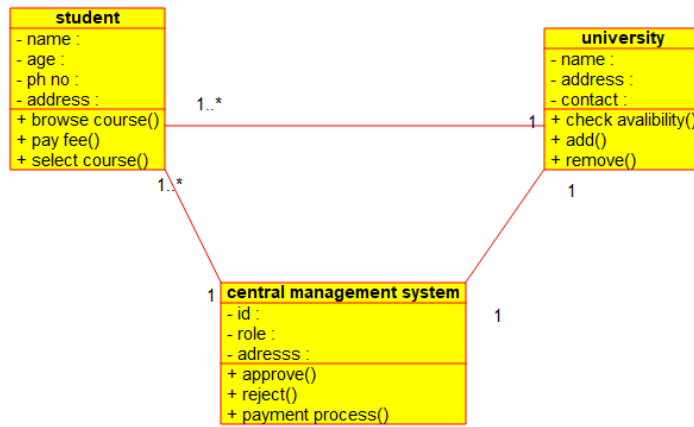 student
- name :
- age :
- ph no :
- address :
+ browse course()
+ pay fee()
+ select course()
1..*
1
university
- name :
- address :
- contact :
+ check avalibility()
+ add()
+ remove()
1..*
1
1
1
central management system
- id :
- role :
- adresss :
+ approve()
+ reject()
+ payment process()